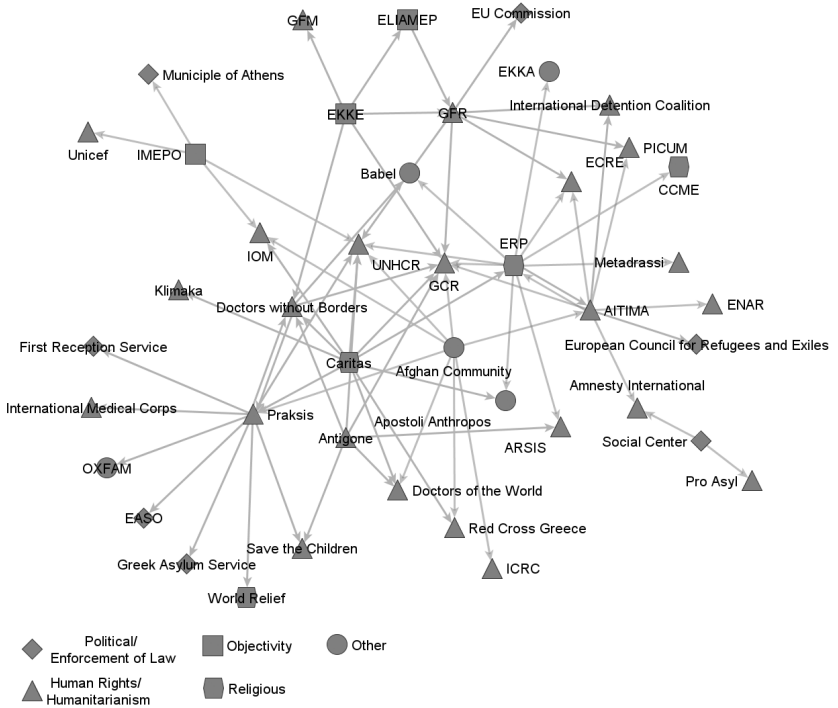 GFM
ELIAMEP
EU Commission
EKKA
Municiple of Athens
EKKE
GFR
International Detention Coalition
Unicef
IMEPO
PICUM
ECRE
Babel
CCME
ERP
IOM
UNHCR
Metadrassi
GCR
Klimaka
Doctors without Borders
AITIMA
ENAR
First Reception Service
European Council for Refugees and Exiles
Caritas
Afghan Community
Amnesty International
International Medical Corps
Praksis
Apostoli Anthropos
Antigone
Social Center
ARSIS
OXFAM
Pro Asyl
Doctors of the World
EASO
Red Cross Greece
Save the Children
Greek Asylum Service
ICRC
World Relief
Political/
Enforcement of Law
Objectivity
Other
Human Rights/
Humanitarianism
Religious